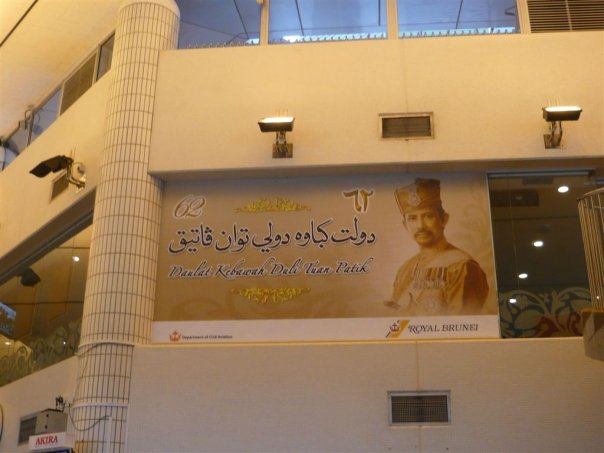 62
٦٢
دولت كباوه دولي توان ڤاتيق
Daulat Kebawah Duli Tuan Patik
Department of Civil Aviation
ROYAL BRUNEI
AKIRA